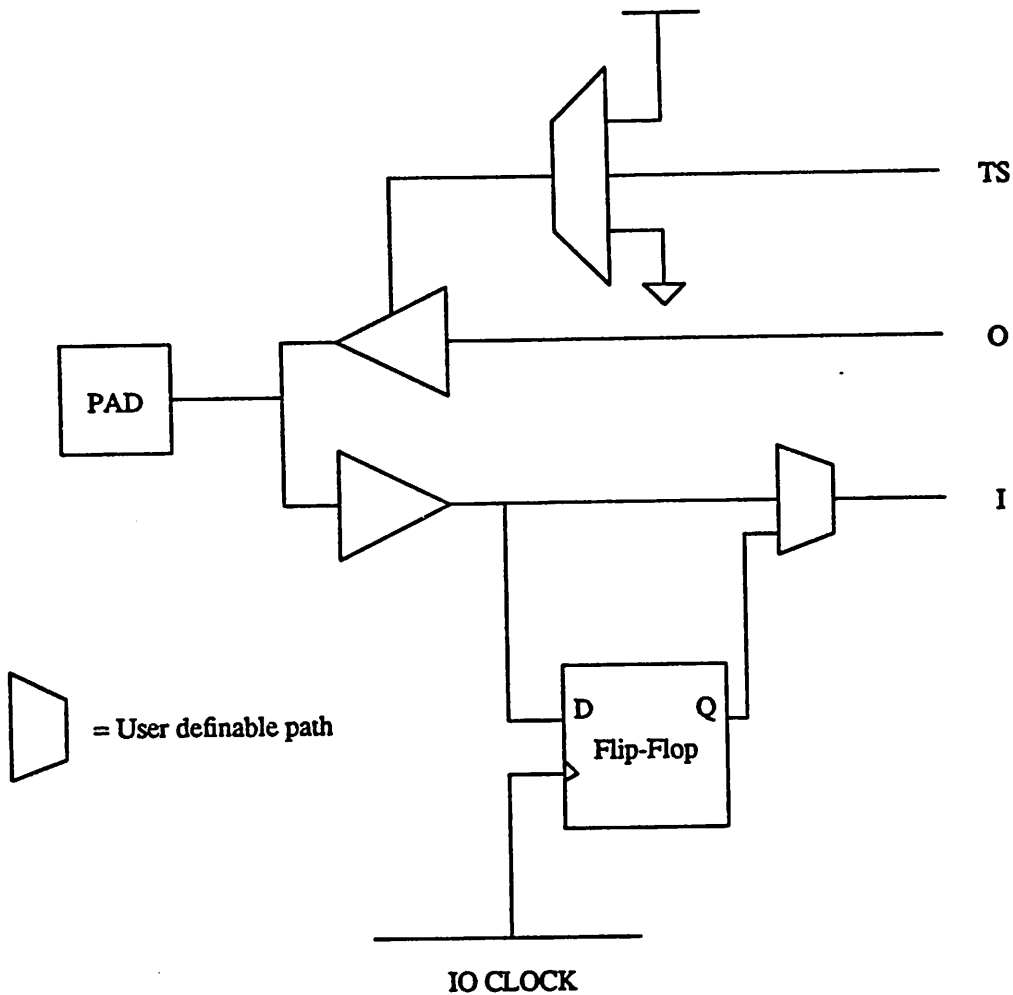 TS
O
PAD
I
= User definable path
D Q
Flip-Flop
IO CLOCK